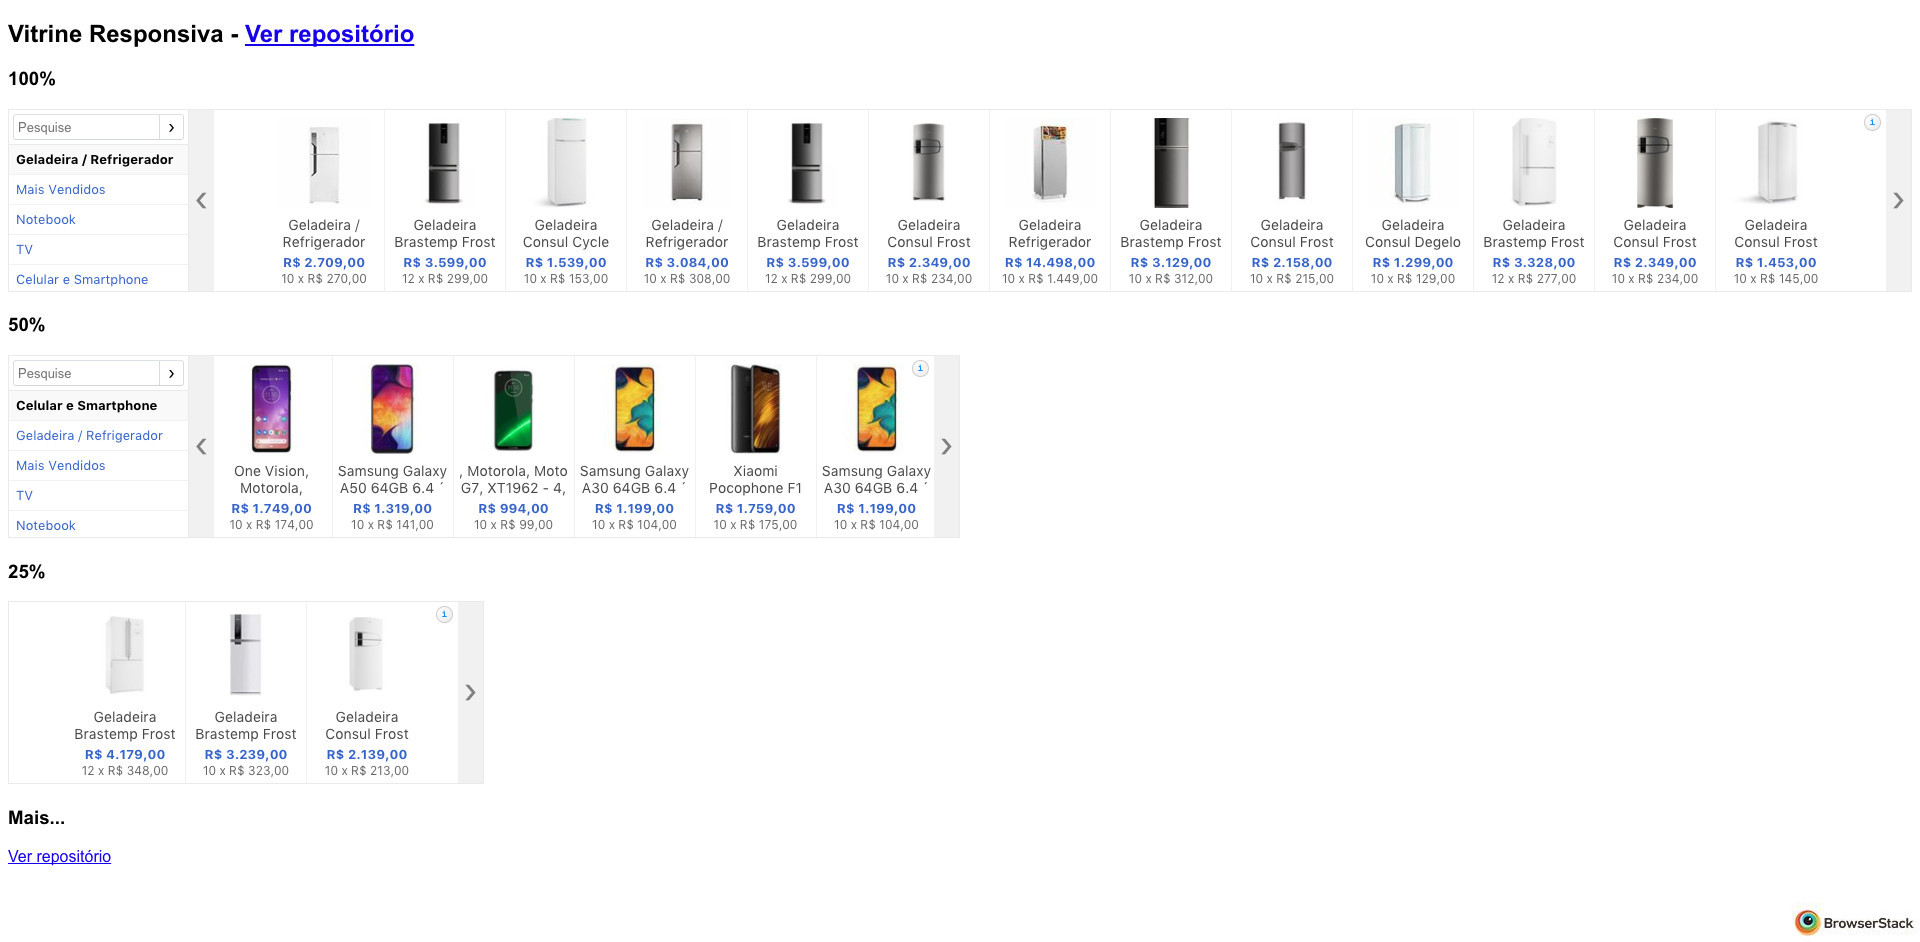 Vitrine Responsiva - Ver repositório
100%
Pesquise ›
Geladeira / Refrigerador
Mais Vendidos
Notebook
TV
Celular e Smartphone
Geladeira /
Refrigerador
R$ 2.709,00
10 x R$ 270,00
Geladeira
Brastemp Frost
R$ 3.599,00
12 x R$ 299,00
Geladeira
Consul Cycle
R$ 1.539,00
10 x R$ 153,00
Geladeira /
Refrigerador
R$ 3.084,00
10 x R$ 308,00
Geladeira
Brastemp Frost
R$ 3.599,00
12 x R$ 299,00
Geladeira
Consul Frost
R$ 2.349,00
10 x R$ 234,00
Geladeira
Refrigerador
R$ 14.498,00
10 x R$ 1.449,00
Geladeira
Brastemp Frost
R$ 3.129,00
10 x R$ 312,00
Geladeira
Consul Frost
R$ 2.158,00
10 x R$ 215,00
Geladeira
Consul Degelo
R$ 1.299,00
10 x R$ 129,00
Geladeira
Brastemp Frost
R$ 3.328,00
12 x R$ 277,00
Geladeira
Consul Frost
R$ 2.349,00
10 x R$ 234,00
Geladeira
Consul Frost
R$ 1.453,00
10 x R$ 145,00
i
50%
Pesquise ›
Celular e Smartphone
Geladeira / Refrigerador
Mais Vendidos
TV
Notebook
One Vision,
Motorola,
R$ 1.749,00
10 x R$ 174,00
Samsung Galaxy
A50 64GB 6.4 ´
R$ 1.319,00
10 x R$ 141,00
, Motorola, Moto
G7, XT1962 - 4,
R$ 994,00
10 x R$ 99,00
Samsung Galaxy
A30 64GB 6.4 ´
R$ 1.199,00
10 x R$ 104,00
Xiaomi
Pocophone F1
R$ 1.759,00
10 x R$ 175,00
Samsung Galaxy
A30 64GB 6.4 ´
R$ 1.199,00
10 x R$ 104,00
i
25%
Geladeira
Brastemp Frost
R$ 4.179,00
12 x R$ 348,00
Geladeira
Brastemp Frost
R$ 3.239,00
10 x R$ 323,00
Geladeira
Consul Frost
R$ 2.139,00
10 x R$ 213,00
i
Mais...
Ver repositório
BrowserStack